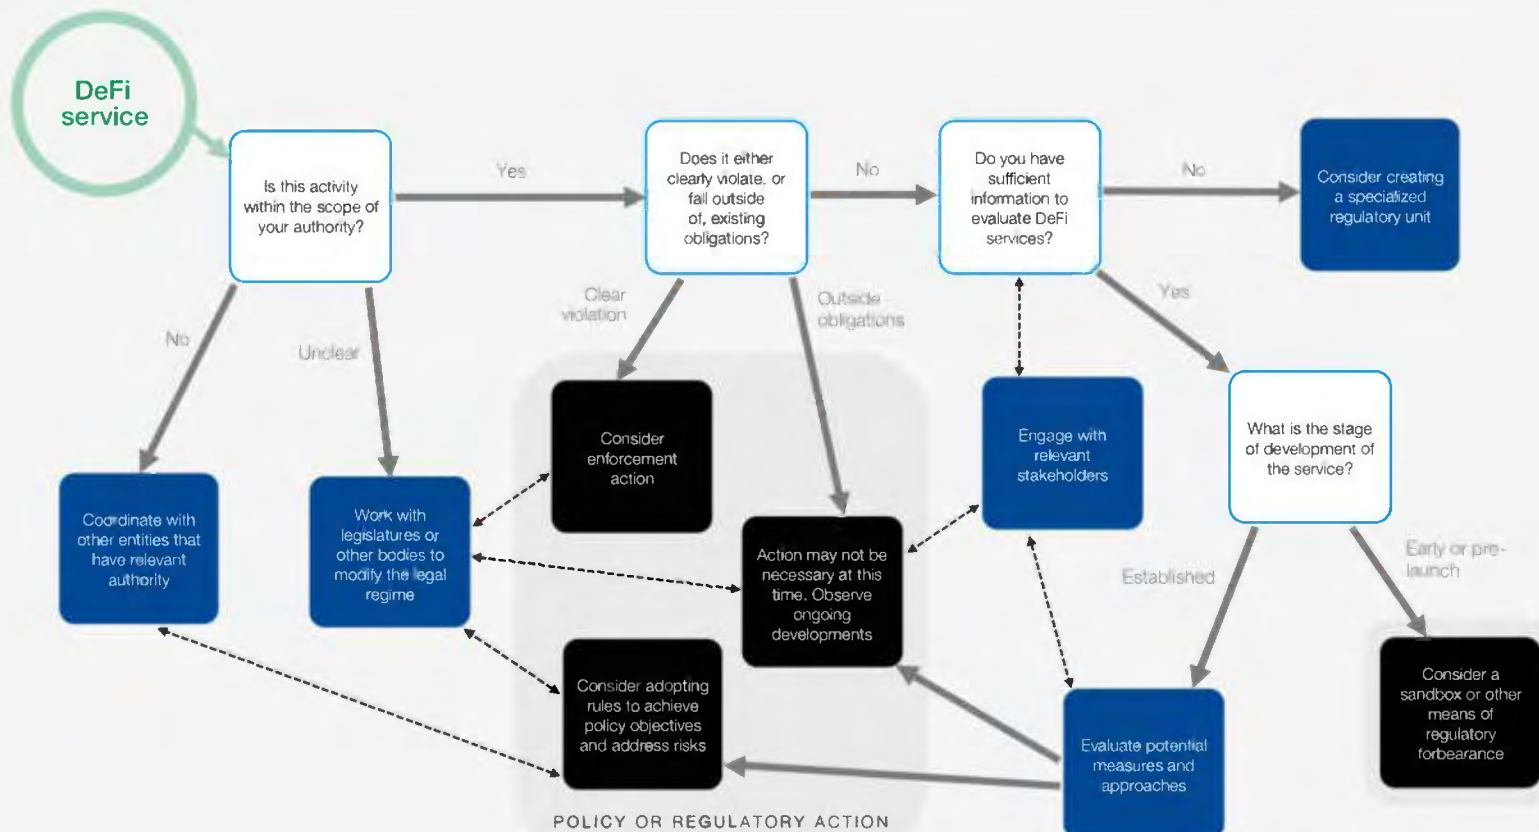 DeFi
service
Is this activity
within the scope of
your authority?
Yes
Does it either
clearly violate, or
fall outside
of, existing
obligations?
No
Do you have
sufficient
information to
evaluate DeFi
services?
No
Consider creating
a specialized
regulatory unit
No
Unclear
Clear
violation
Outside
obligations
Yes
Coordinate with
other entities that
have relevant
authority
Work with
legislatures or
other bodies to
modify the legal
regime
Consider
enforcement
action
Action may not be
necessary at this
time. Observe
ongoing
developments
Engage with
relevant
stakeholders
What is the stage
of development of
the service?
Established
Early or pre-
launch
Consider adopting
rules to achieve
policy objectives
and address risks
Evaluate potential
measures and
approaches
Consider a
sandbox or other
means of
regulatory
forbearance
POLICY OR REGULATORY ACTION